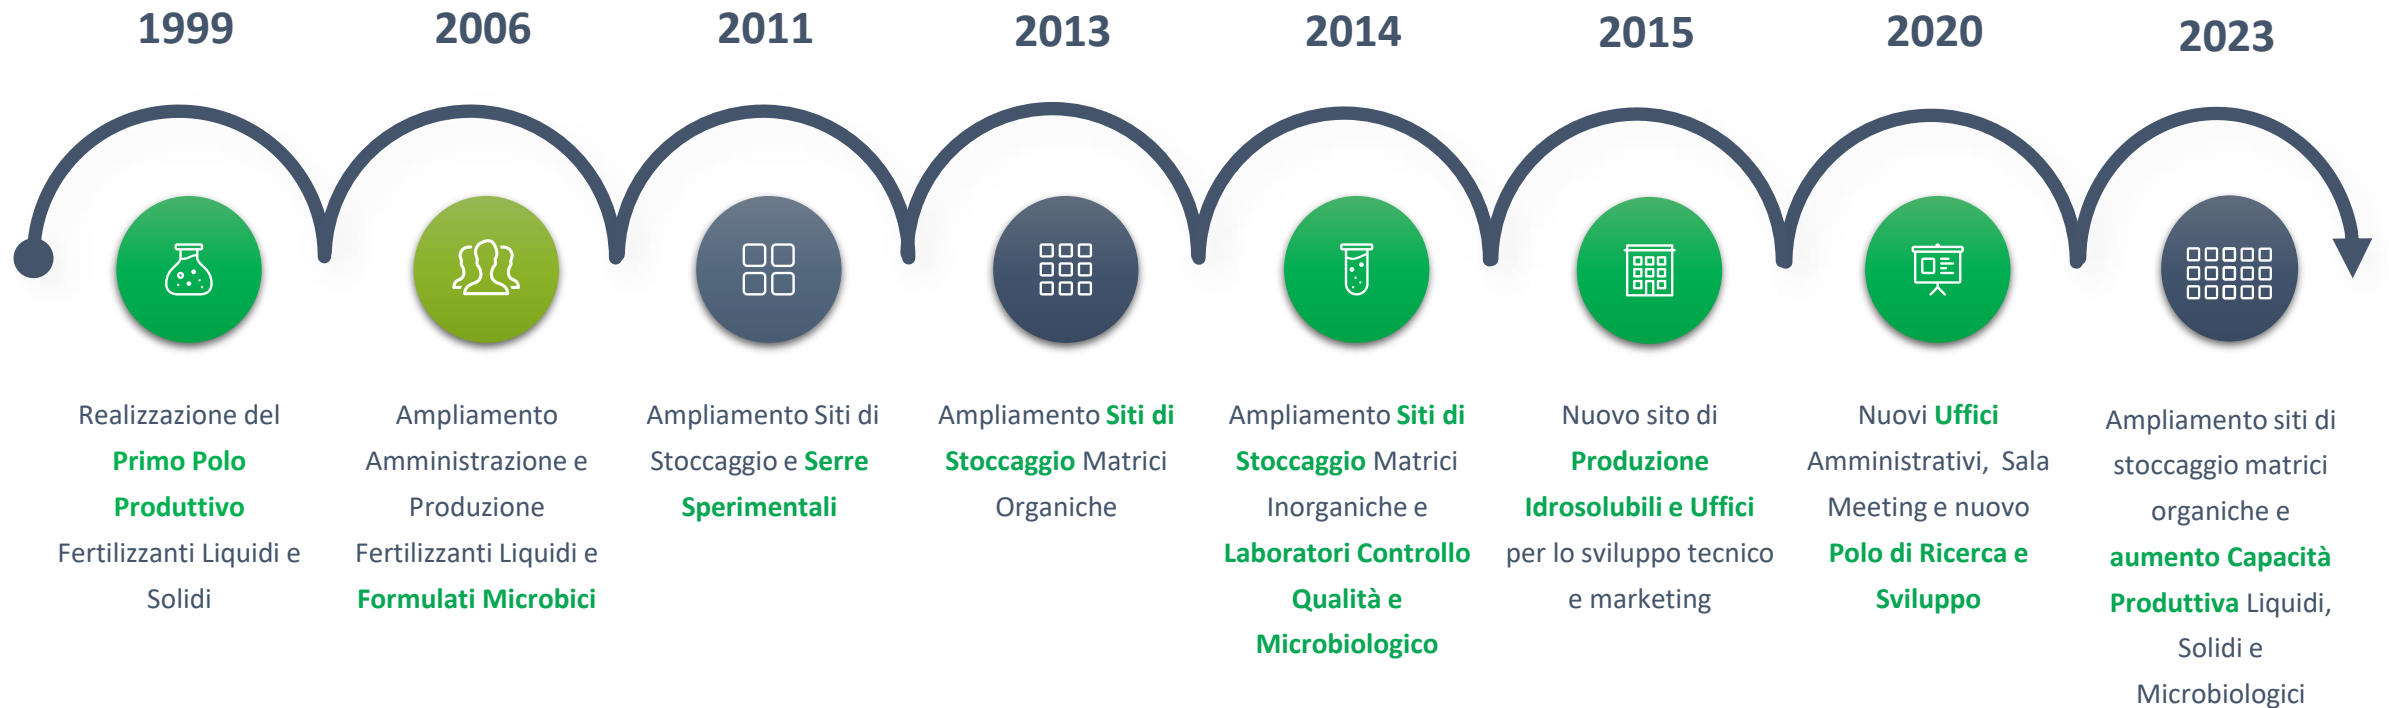 1999
Realizzazione del
Primo Polo
Produttivo
Fertilizzanti Liquidi e
Solidi
2006
Ampliamento
Amministrazione e
Produzione
Fertilizzanti Liquidi e
Formulati Microbici
2011
Ampliamento Siti di
Stoccaggio e Serre
Sperimentali
2013
Ampliamento Siti di
Stoccaggio Matrici
Organiche
2014
Ampliamento Siti di
Stoccaggio Matrici
Inorganiche e
Laboratori Controllo
Qualità e
Microbiologico
2015
Nuovo sito di
Produzione
Idrosolubili e Uffici
per lo sviluppo tecnico
e marketing
2020
Nuovi Uffici
Amministrativi, Sala
Meeting e nuovo
Polo di Ricerca e
Sviluppo
2023
Ampliamento siti di
stoccaggio matrici
organiche e
aumento Capacità
Produttiva Liquidi,
Solidi e
Microbiologici